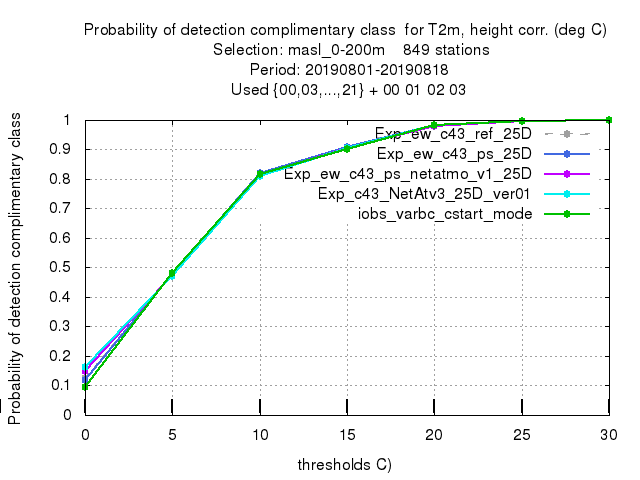 Probability of detection complimentary class  for T2m, height corr. (deg C)
Selection: masl_0-200m    849 stations
Period: 20190801-20190818
Used {00,03,...,21} + 00 01 02 03
Probability of detection complimentary class
1
0.9
0.8
0.7
0.6
0.5
0.4
0.3
0.2
0.1
0
Exp_ew_c43_ref_25D
Exp_ew_c43_ps_25D
Exp_ew_c43_ps_netatmo_v1_25D
Exp_c43_NetAtv3_25D_ver01
iobs_varbc_cstart_mode
0 5 10 15 20 25 30
thresholds C)